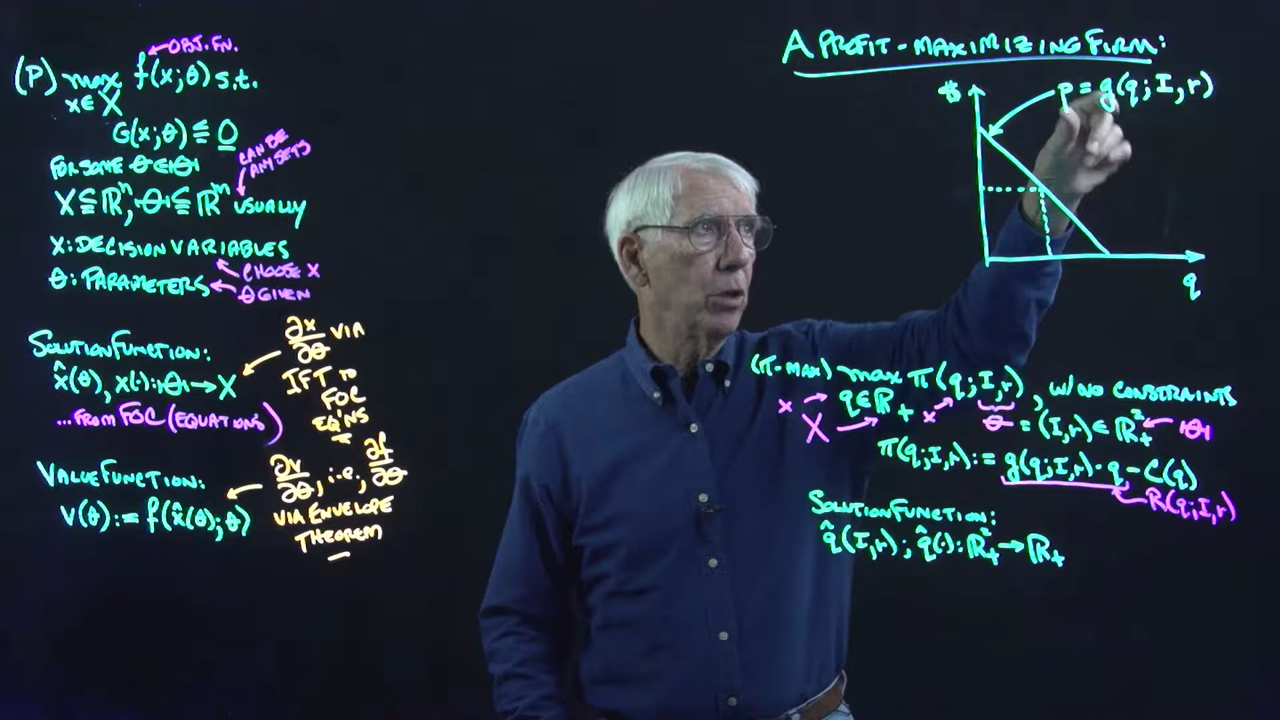 (P) max f(x;θ) s.t.
x∈X
OBJ. FN.
G(x;θ) ≦ 0
FOR SOME θ∈Θ
X⊆ℝⁿ, Θ⊆ℝᵐ USUALLY
CAN BE
ANY SETS
X: DECISION VARIABLES
θ: PARAMETERS
CHOOSE X
θ GIVEN
SOLUTION FUNCTION:
x̂(θ), x(·): Θ → X
... FROM FOC (EQUATIONS)
∂x/∂θ VIA
IFT TO
FOC
EQ'NS
VALUE FUNCTION:
v(θ) := f(x̂(θ);θ)
∂v/∂θ, i.e., ∂f/∂θ
VIA ENVELOPE
THEOREM
A PROFIT-MAXIMIZING FIRM:
$
p = g(q; I, r)
q
(π-MAX) max π(q; I, r), W/ NO CONSTRAINTS
x → q∈ℝ₊
X
x
θ = (I, r) ∈ ℝ²₊ ← Θ
π(q; I, r) := g(q; I, r) · q − C(q)
R(q; I, r)
SOLUTION FUNCTION:
q̂(I, r); q̂(·): ℝ²₊ → ℝ₊